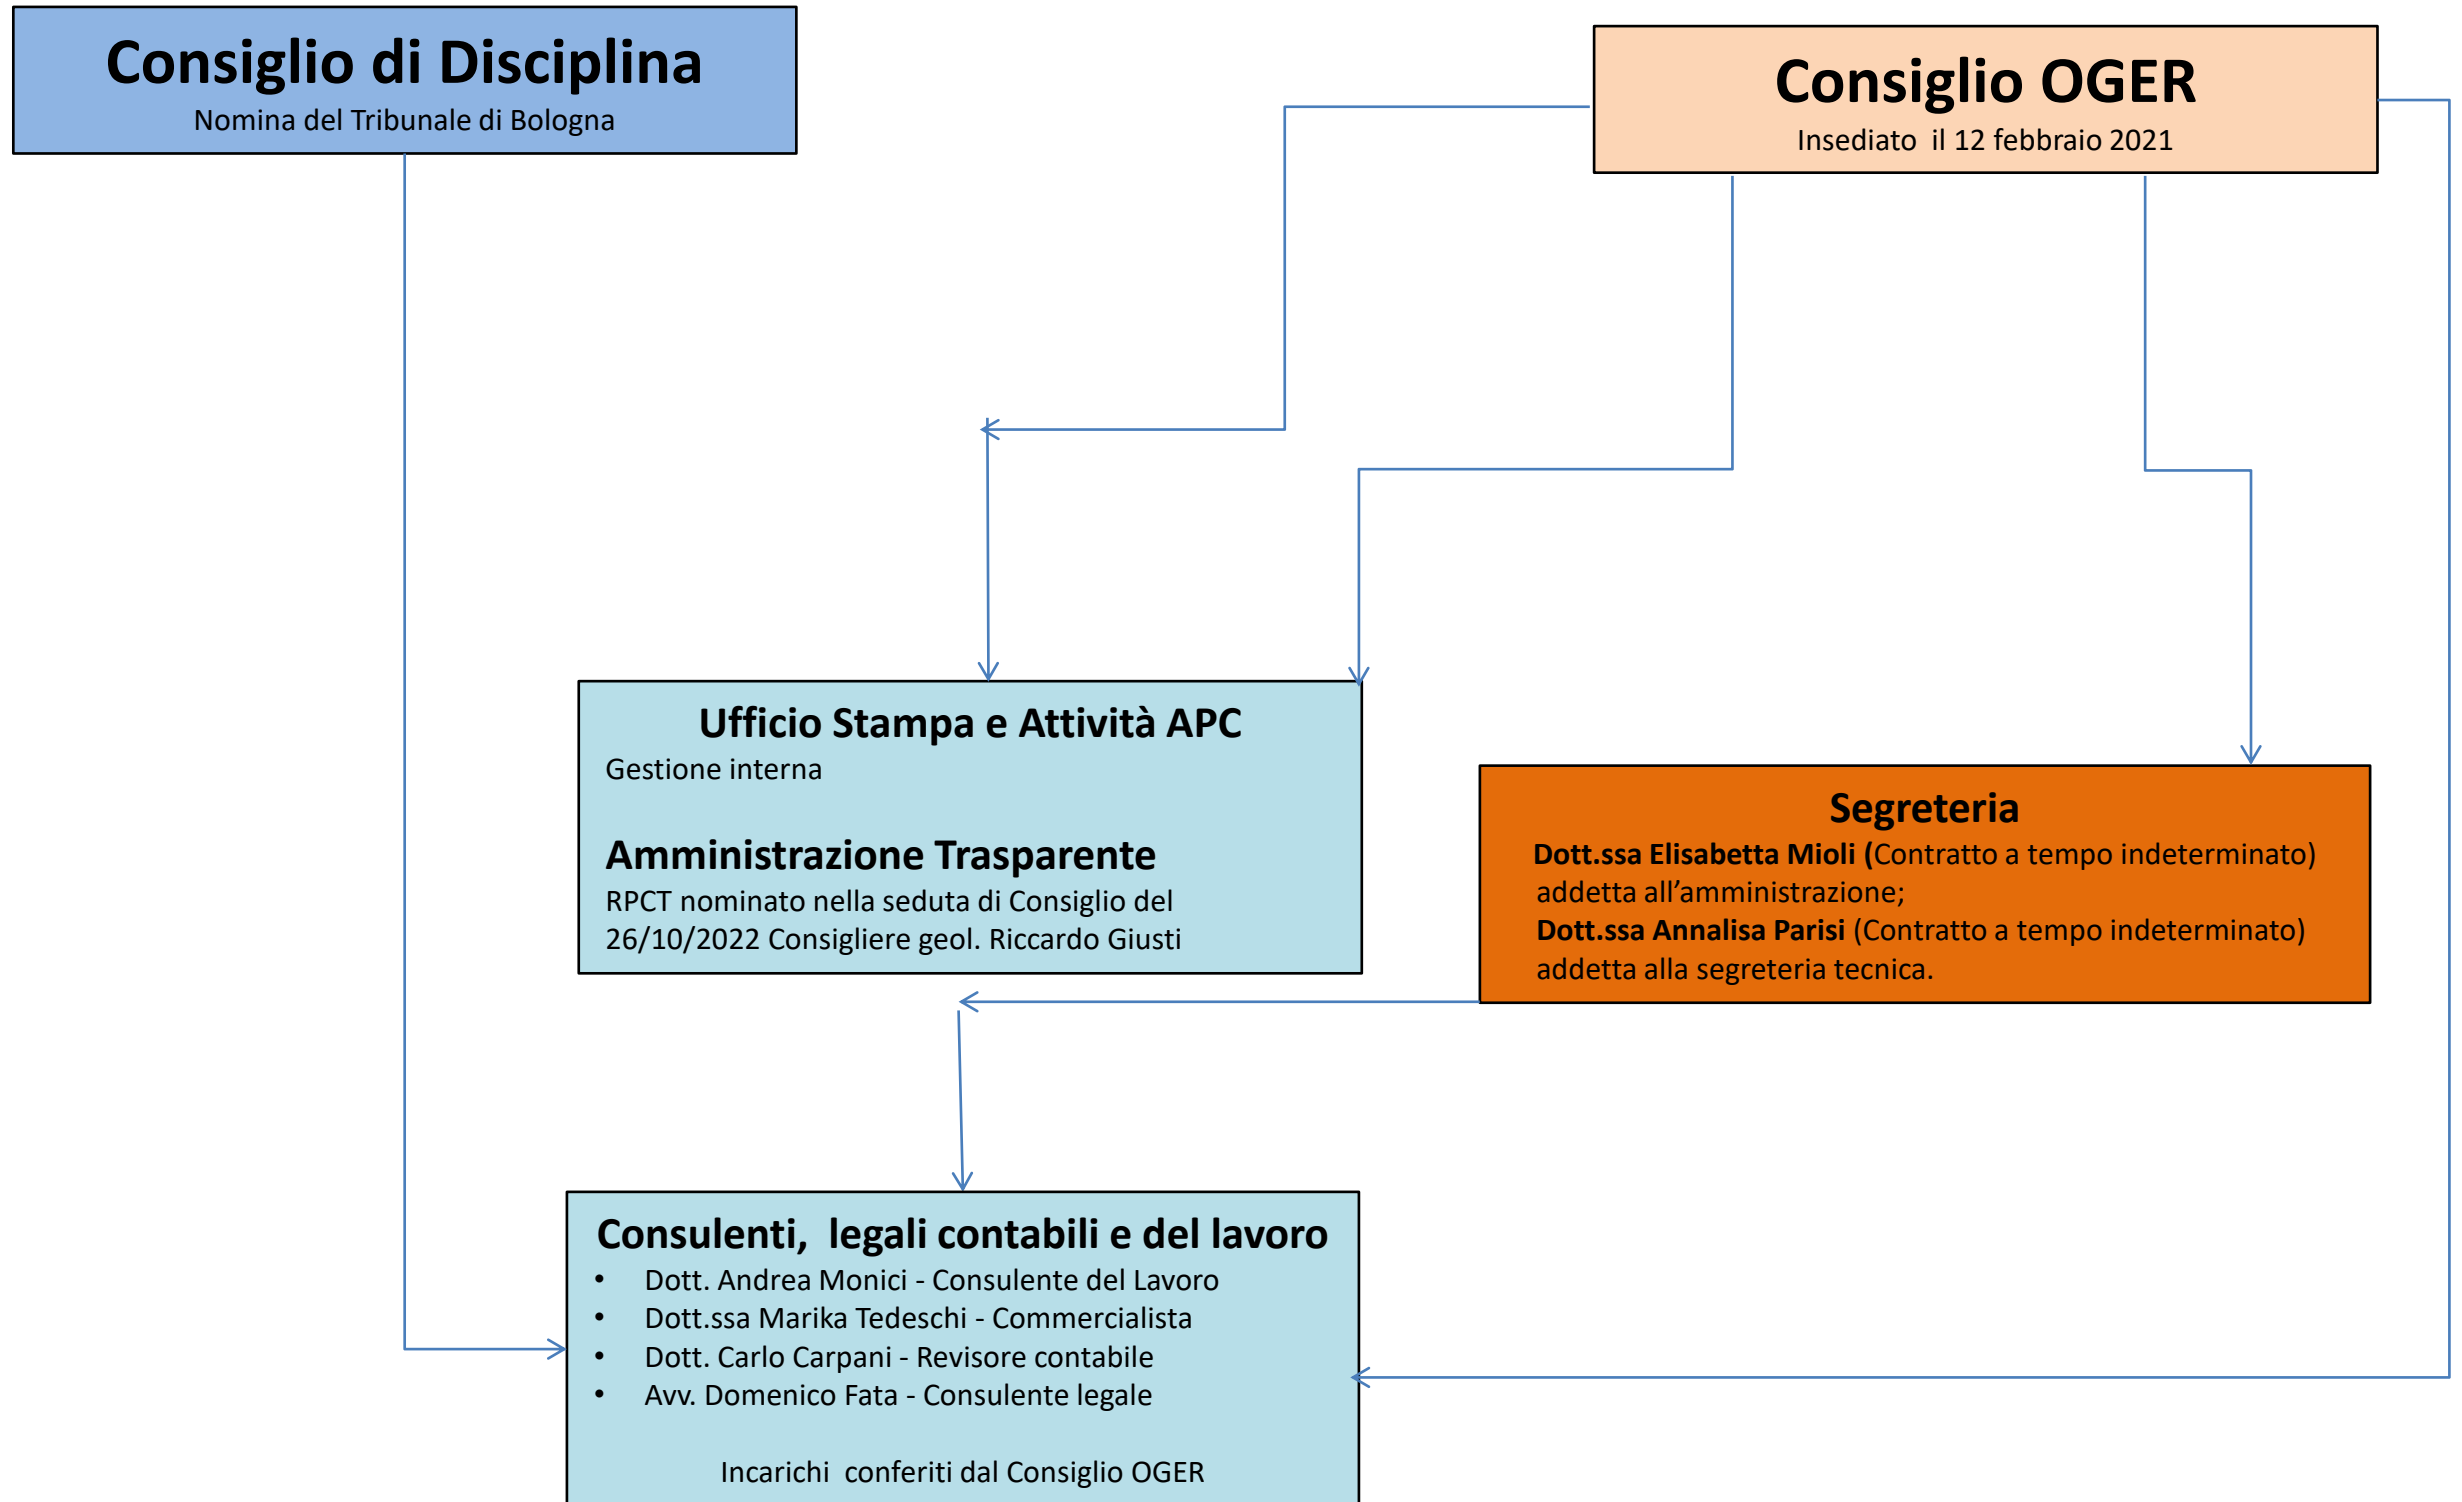 Consiglio di Disciplina
Nomina del Tribunale di Bologna
Consiglio OGER
Insediato  il 12 febbraio 2021
Ufficio Stampa e Attività APC
Gestione interna
Amministrazione Trasparente
RPCT nominato nella seduta di Consiglio del
26/10/2022 Consigliere geol. Riccardo Giusti
Segreteria
Dott.ssa Elisabetta Mioli (Contratto a tempo indeterminato)
addetta all’amministrazione;
Dott.ssa Annalisa Parisi (Contratto a tempo indeterminato)
addetta alla segreteria tecnica.
Consulenti,  legali contabili e del lavoro
• Dott. Andrea Monici - Consulente del Lavoro
• Dott.ssa Marika Tedeschi - Commercialista
• Dott. Carlo Carpani - Revisore contabile
• Avv. Domenico Fata - Consulente legale
Incarichi  conferiti dal Consiglio OGER